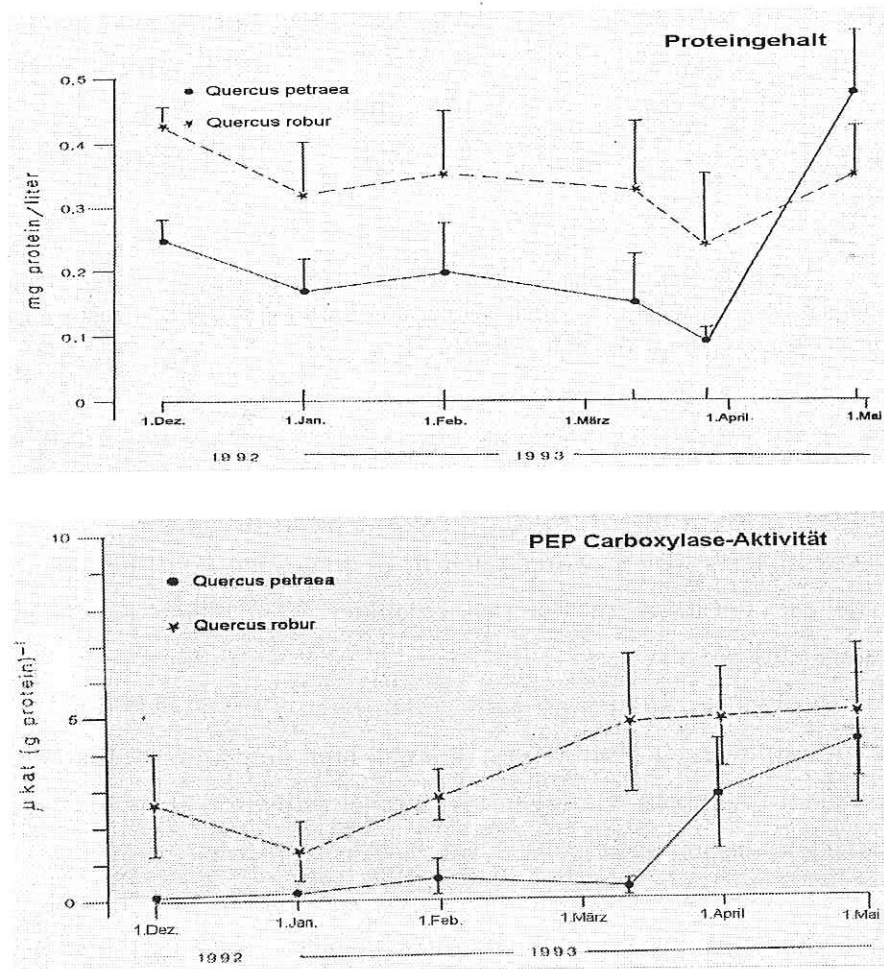 Proteingehalt
0,5
Quercus petraea
Quercus robur
0.4
0.3
0.2
0.1
0
mg protein/liter
1.Dez.
1.Jan.
1.Feb.
1.März
1.April
1.Mai
1992
1993
PEP Carboxylase-Aktivität
10
Quercus petraea
Quercus robur
5
0
µkat (g protein)⁻¹
1.Dez.
1.Jan.
1.Feb.
1.März
1.April
1.Mai
1992
1993